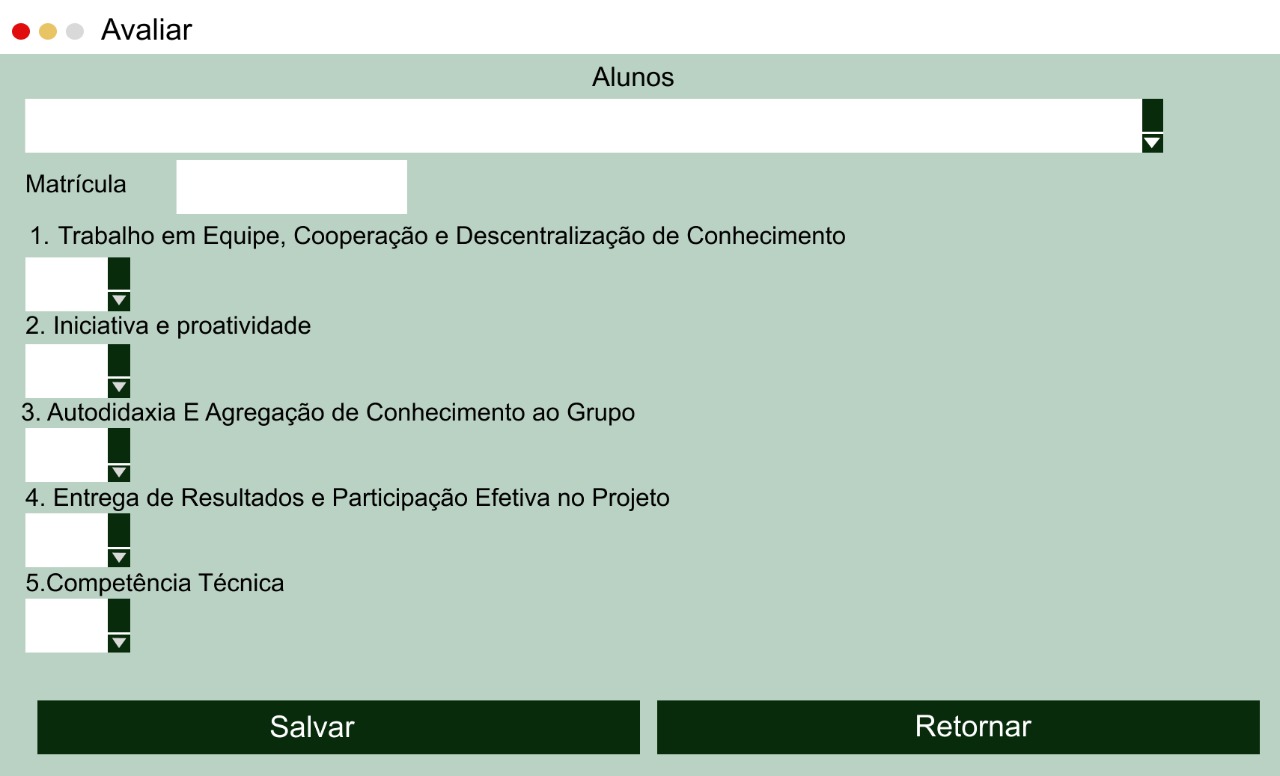 Avaliar
Alunos
Matrícula
1. Trabalho em Equipe, Cooperação e Descentralização de Conhecimento
2. Iniciativa e proatividade
3. Autodidaxia E Agregação de Conhecimento ao Grupo
4. Entrega de Resultados e Participação Efetiva no Projeto
5.Competência Técnica
Salvar
Retornar